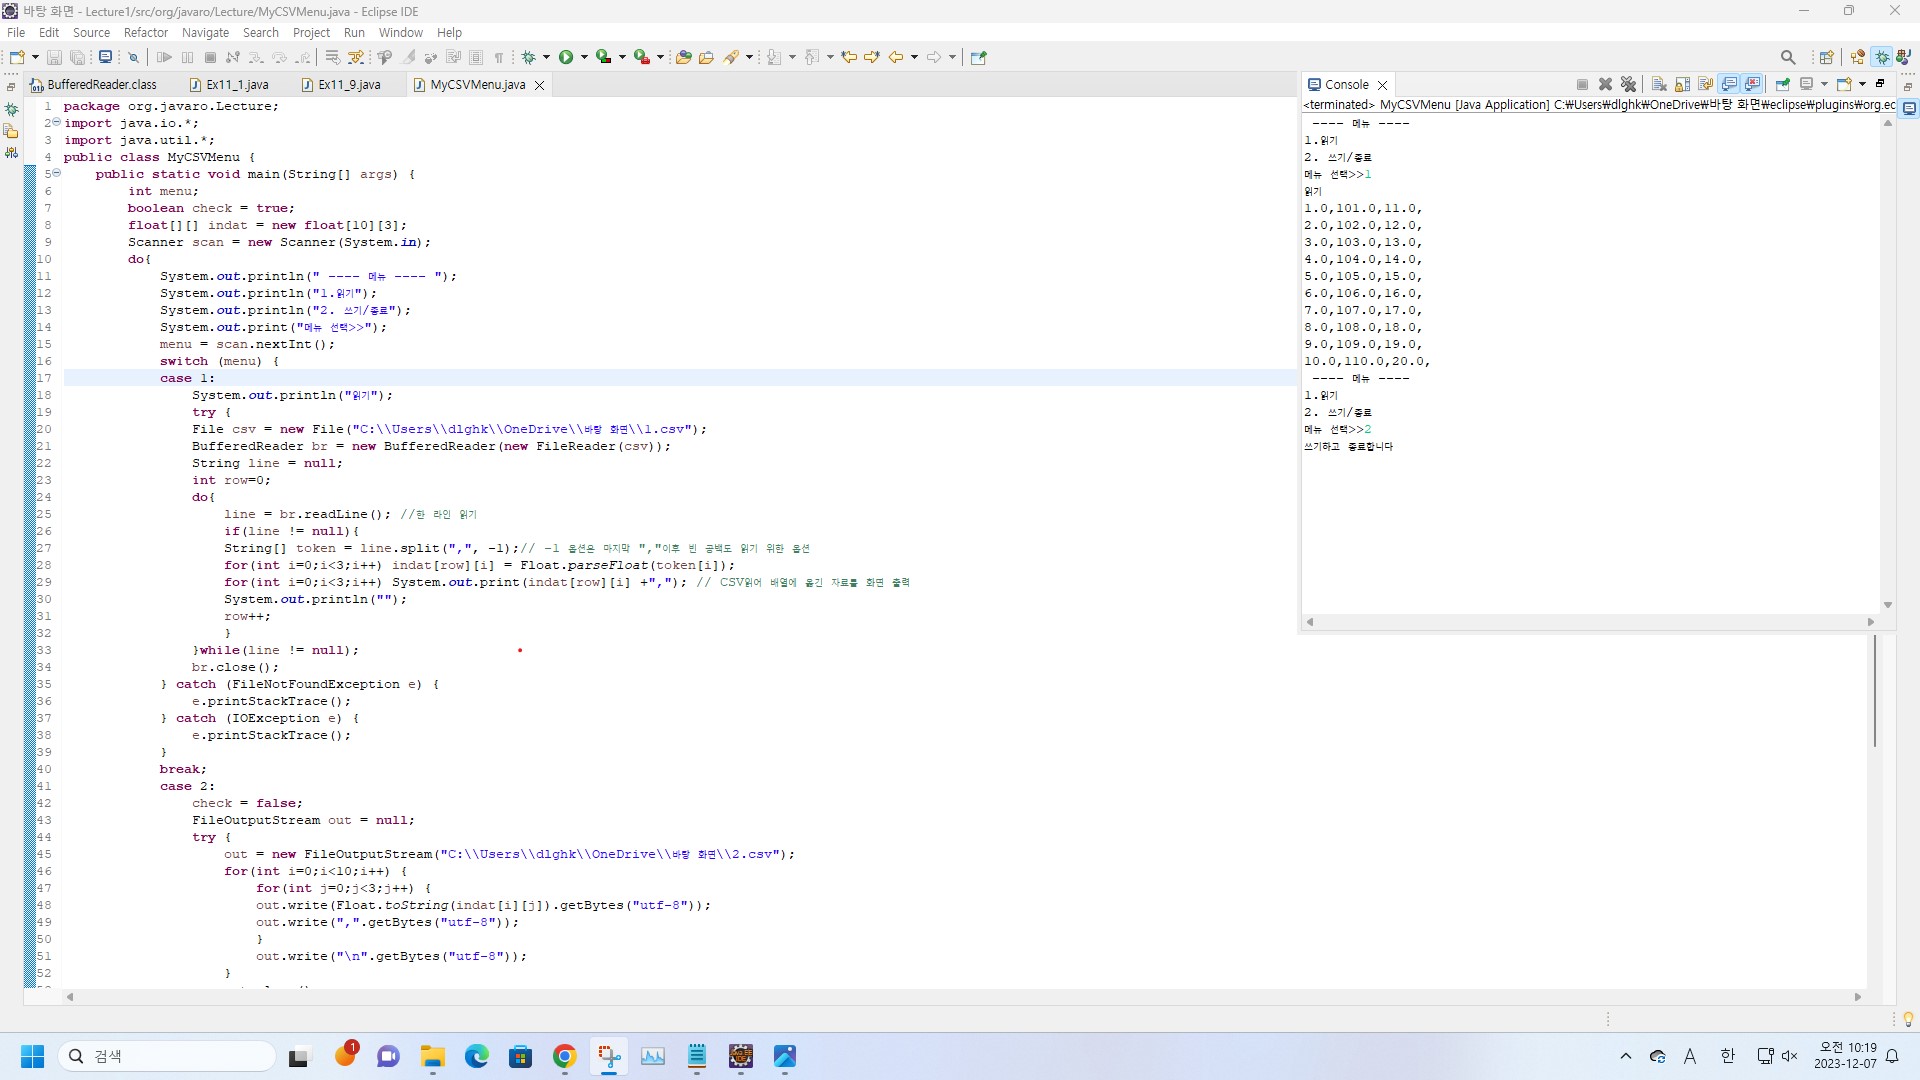 바탕 화면 - Lecture1/src/org/javaro/Lecture/MyCSVMenu.java - Eclipse IDE
File Edit Source Refactor Navigate Search Project Run Window Help
BufferedReader.class Ex11_1.java Ex11_9.java MyCSVMenu.java
1 package org.javaro.Lecture;
2 import java.io.*;
3 import java.util.*;
4 public class MyCSVMenu {
5 public static void main(String[] args) {
6 int menu;
7 boolean check = true;
8 float[][] indat = new float[10][3];
9 Scanner scan = new Scanner(System.in);
10 do{
11 System.out.println(" ---- 메뉴 ---- ");
12 System.out.println("1.읽기");
13 System.out.println("2. 쓰기/종료");
14 System.out.print("메뉴 선택>>");
15 menu = scan.nextInt();
16 switch (menu) {
17 case 1:
18 System.out.println("읽기");
19 try {
20 File csv = new File("C:\\Users\\dlghk\\OneDrive\\바탕 화면\\1.csv");
21 BufferedReader br = new BufferedReader(new FileReader(csv));
22 String line = null;
23 int row=0;
24 do{
25 line = br.readLine(); //한 라인 읽기
26 if(line != null){
27 String[] token = line.split(",", -1);// -1 옵션은 마지막 ","이후 빈 공백도 읽기 위한 옵션
28 for(int i=0;i<3;i++) indat[row][i] = Float.parseFloat(token[i]);
29 for(int i=0;i<3;i++) System.out.print(indat[row][i] +","); // CSV읽어 배열에 옮긴 자료를 화면 출력
30 System.out.println("");
31 row++;
32 }
33 }while(line != null);
34 br.close();
35 } catch (FileNotFoundException e) {
36 e.printStackTrace();
37 } catch (IOException e) {
38 e.printStackTrace();
39 }
40 break;
41 case 2:
42 check = false;
43 FileOutputStream out = null;
44 try {
45 out = new FileOutputStream("C:\\Users\\dlghk\\OneDrive\\바탕 화면\\2.csv");
46 for(int i=0;i<10;i++) {
47 for(int j=0;j<3;j++) {
48 out.write(Float.toString(indat[i][j]).getBytes("utf-8"));
49 out.write(",".getBytes("utf-8"));
50 }
51 out.write("\n".getBytes("utf-8"));
52 }
Console
<terminated> MyCSVMenu [Java Application] C:₩Users₩dlghk₩OneDrive₩바탕 화면₩eclipse₩plugins₩org.ec
---- 메뉴 ----
1.읽기
2. 쓰기/종료
메뉴 선택>>1
읽기
1.0,101.0,11.0,
2.0,102.0,12.0,
3.0,103.0,13.0,
4.0,104.0,14.0,
5.0,105.0,15.0,
6.0,106.0,16.0,
7.0,107.0,17.0,
8.0,108.0,18.0,
9.0,109.0,19.0,
10.0,110.0,20.0,
---- 메뉴 ----
1.읽기
2. 쓰기/종료
메뉴 선택>>2
쓰기하고 종료합니다
검색
1
A 한
오전 10:19
2023-12-07